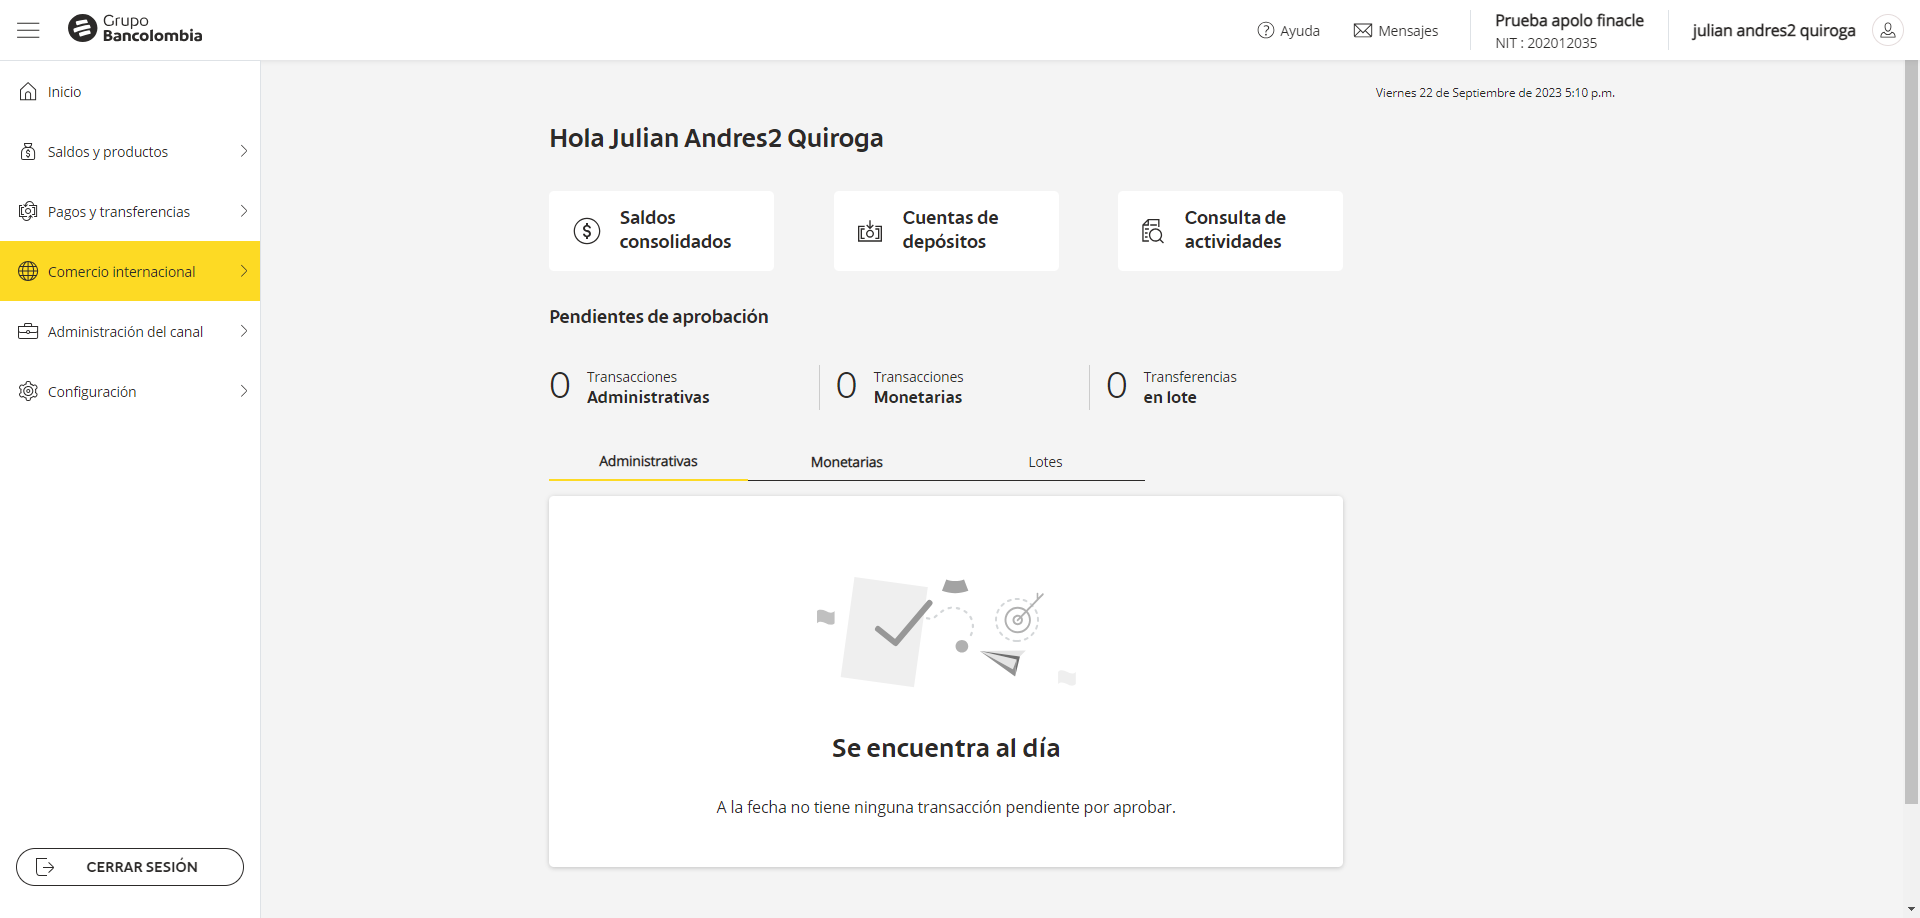 Grupo
Bancolombia
Ayuda
Mensajes
Prueba apolo finacle
NIT : 202012035
julian andres2 quiroga
Inicio
Saldos y productos
Pagos y transferencias
Comercio internacional
Administración del canal
Configuración
CERRAR SESIÓN
Viernes 22 de Septiembre de 2023 5:10 p.m.
Hola Julian Andres2 Quiroga
Saldos
consolidados
Cuentas de
depósitos
Consulta de
actividades
Pendientes de aprobación
0 Transacciones
Administrativas
0 Transacciones
Monetarias
0 Transferencias
en lote
Administrativas
Monetarias
Lotes
Se encuentra al día
A la fecha no tiene ninguna transacción pendiente por aprobar.